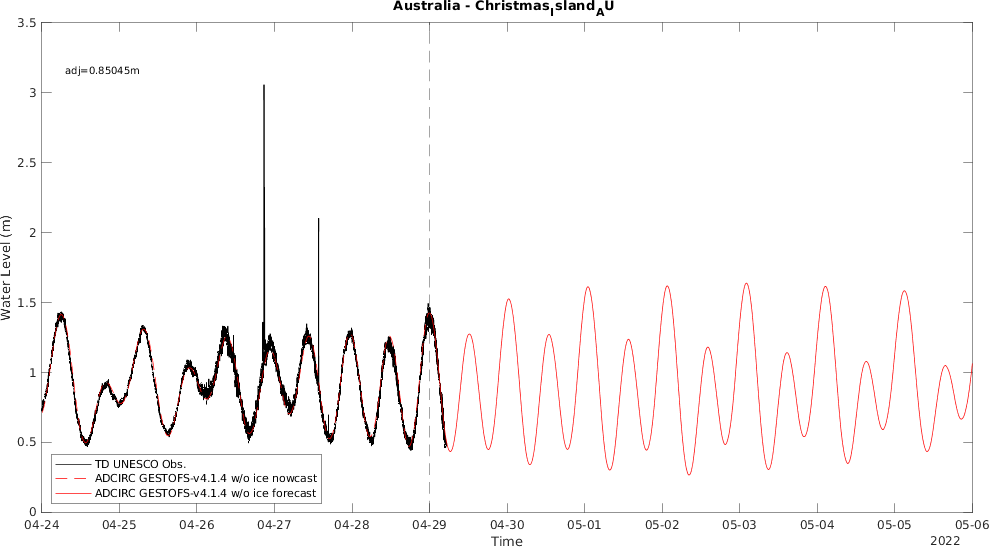 Australia - Christmas_Island_AU
3.5
adj=0.85045m
3
2.5
2
1.5
1
0.5
0
Water Level (m)
TD UNESCO Obs.
ADCIRC GESTOFS-v4.1.4 w/o ice nowcast
ADCIRC GESTOFS-v4.1.4 w/o ice forecast
04-24 04-25 04-26 04-27 04-28 04-29 04-30 05-01 05-02 05-03 05-04 05-05 05-06
Time
2022